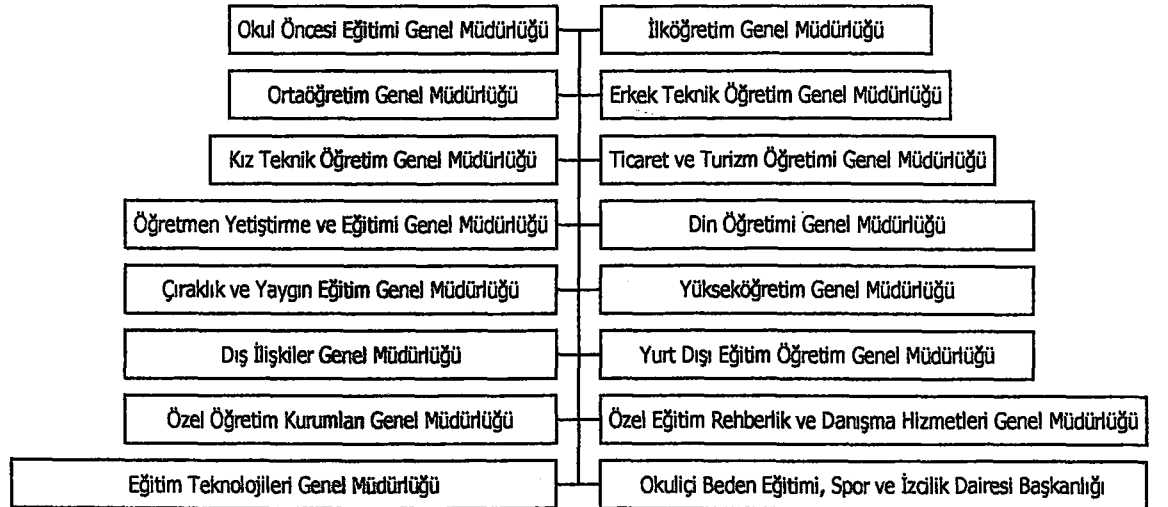 Okul Öncesi Eğitimi Genel Müdürlüğü
İlköğretim Genel Müdürlüğü
Ortaöğretim Genel Müdürlüğü
Erkek Teknik Öğretim Genel Müdürlüğü
Kız Teknik Öğretim Genel Müdürlüğü
Ticaret ve Turizm Öğretimi Genel Müdürlüğü
Öğretmen Yetiştirme ve Eğitimi Genel Müdürlüğü
Din Öğretimi Genel Müdürlüğü
Çıraklık ve Yaygın Eğitim Genel Müdürlüğü
Yükseköğretim Genel Müdürlüğü
Dış İlişkiler Genel Müdürlüğü
Yurt Dışı Eğitim Öğretim Genel Müdürlüğü
Özel Öğretim Kurumları Genel Müdürlüğü
Özel Eğitim Rehberlik ve Danışma Hizmetleri Genel Müdürlüğü
Eğitim Teknolojileri Genel Müdürlüğü
Okuliçi Beden Eğitimi, Spor ve İzcilik Dairesi Başkanlığı